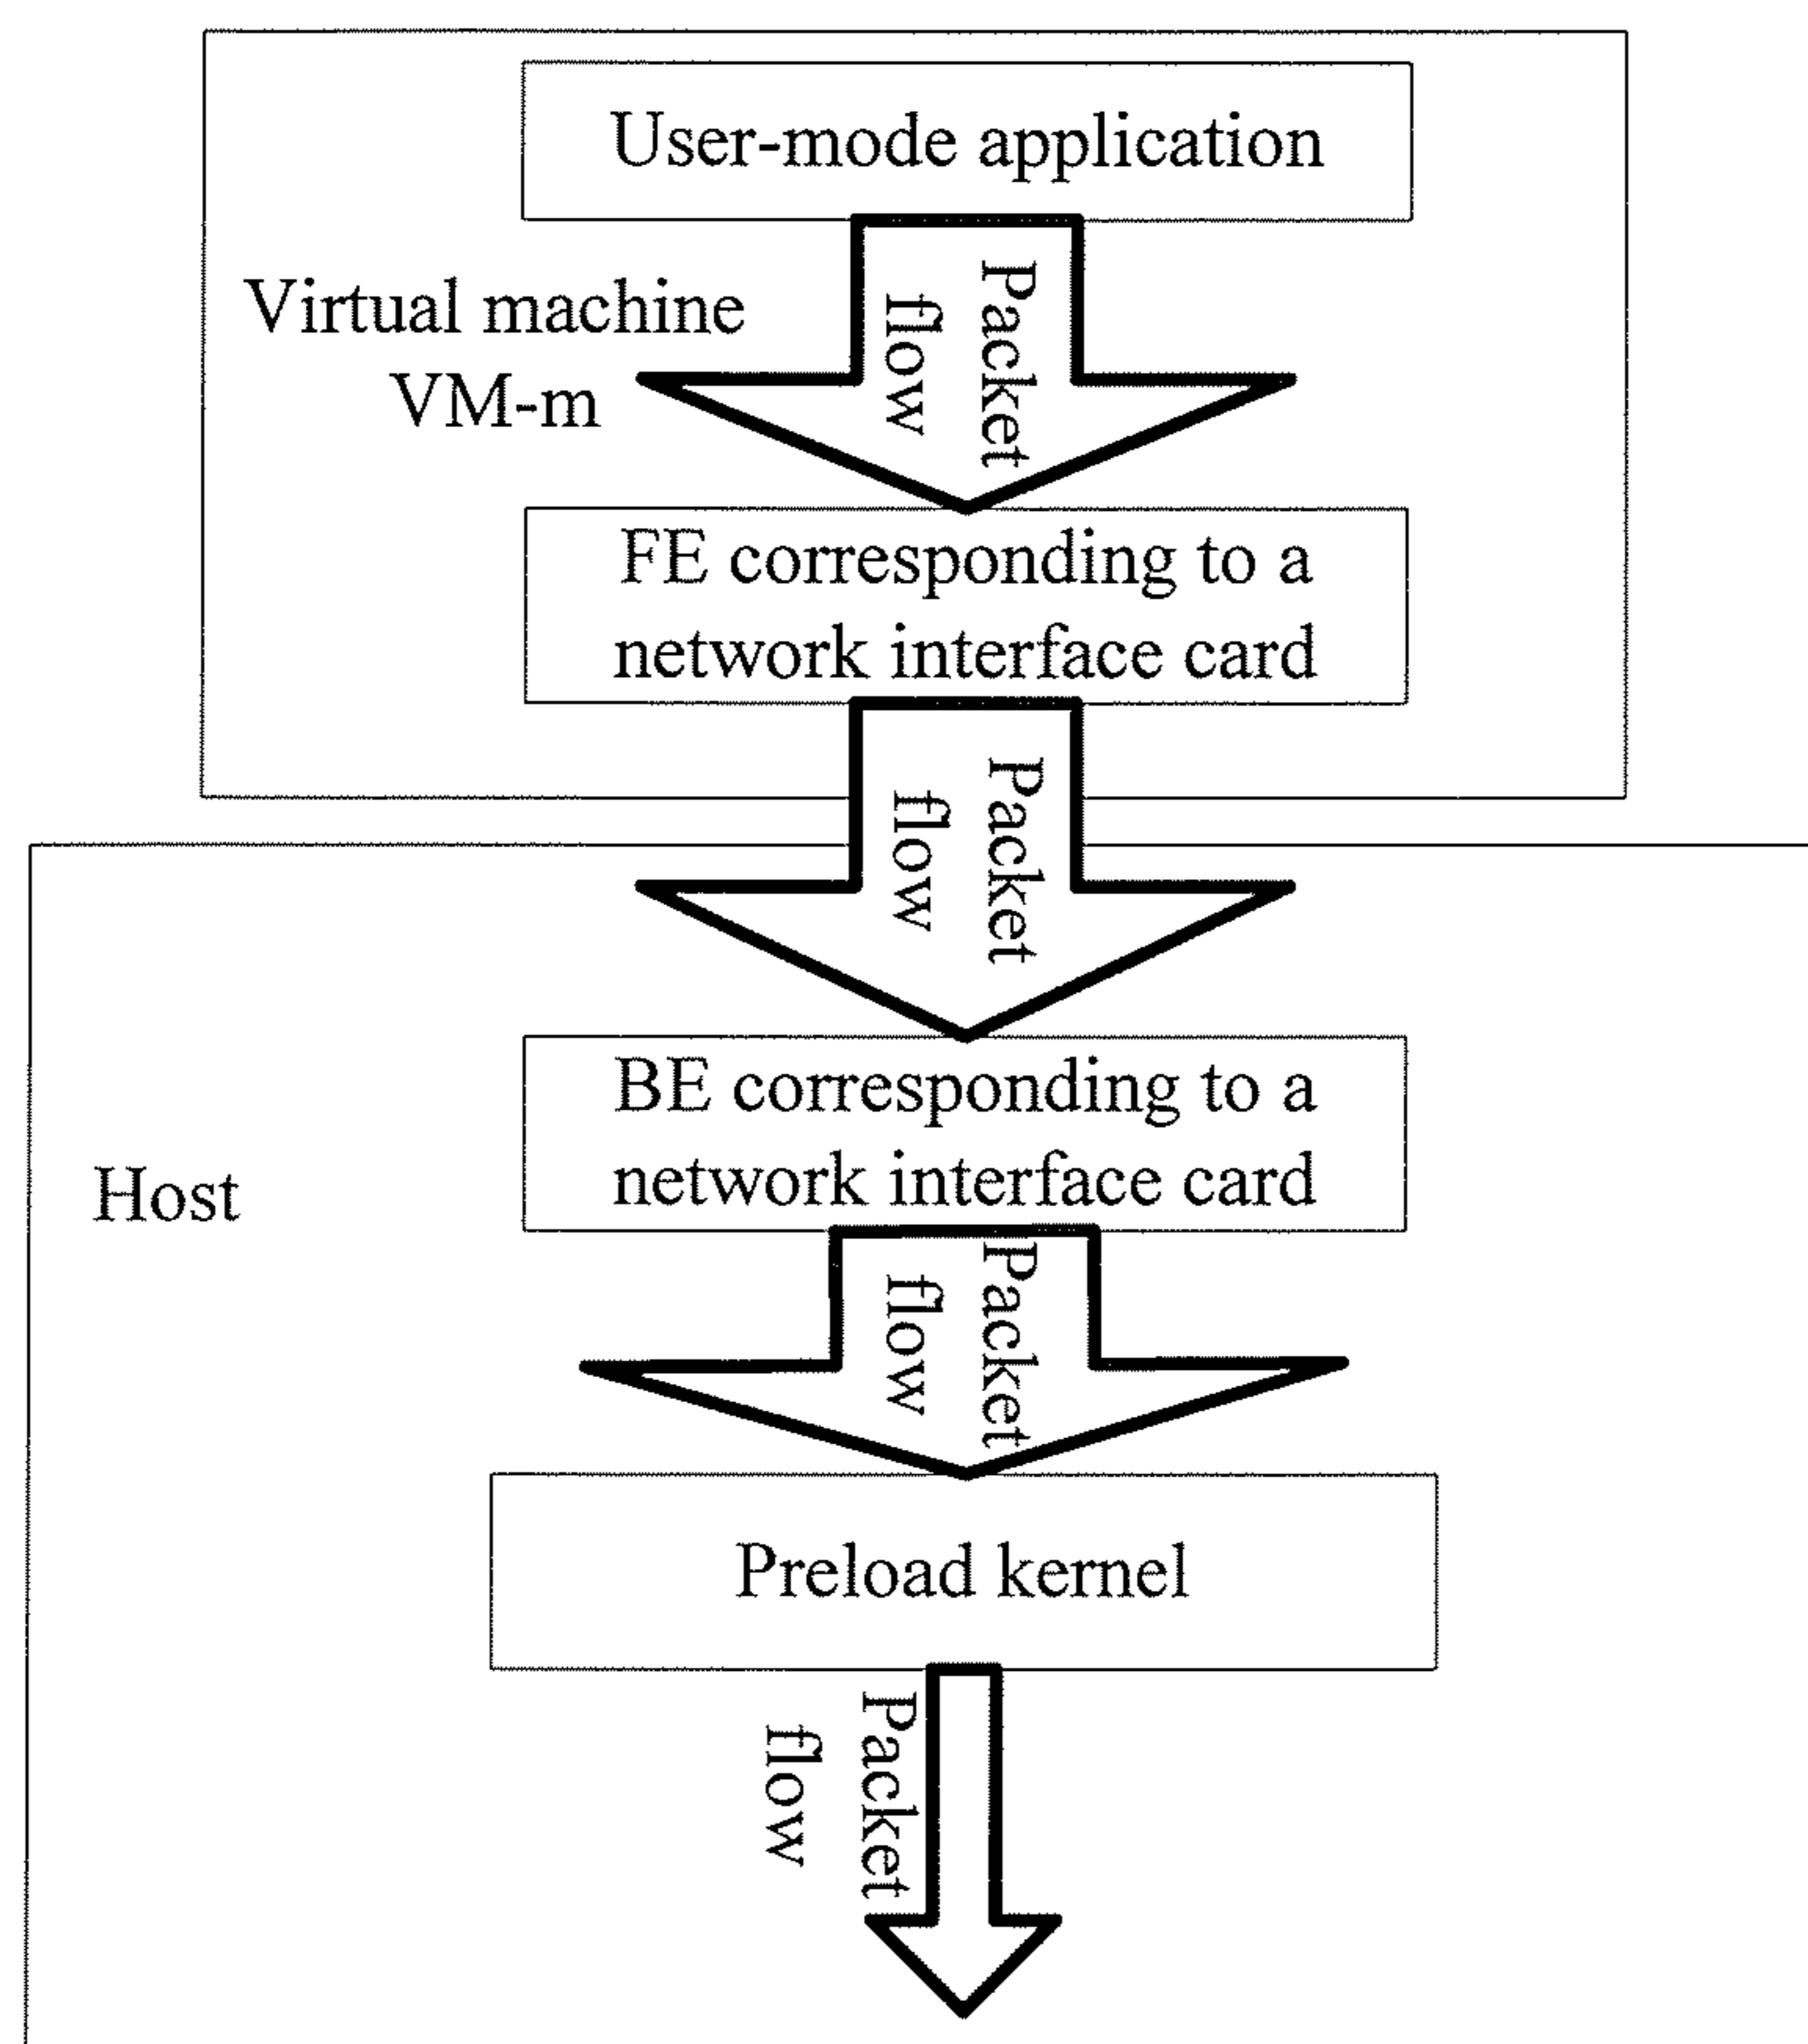 User-mode application
Packet
flow
Virtual machine
VM-m
FE corresponding to a
network interface card
Packet
flow
BE corresponding to a
network interface card
Host
Packet
flow
Preload kernel
Packet
flow